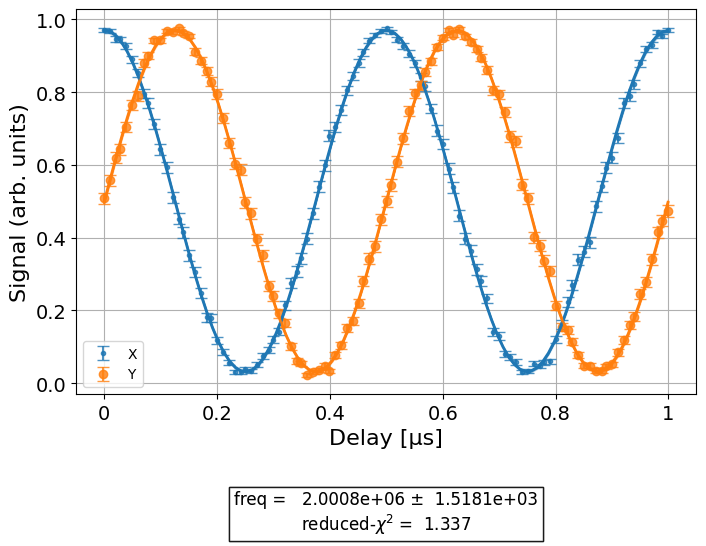 Signal (arb. units)
1.0
0.8
0.6
0.4
0.2
0.0
X
Y
0 0.2 0.4 0.6 0.8 1
Delay [µs]
freq = 2.0008e+06 ± 1.5181e+03
reduced-χ² = 1.337